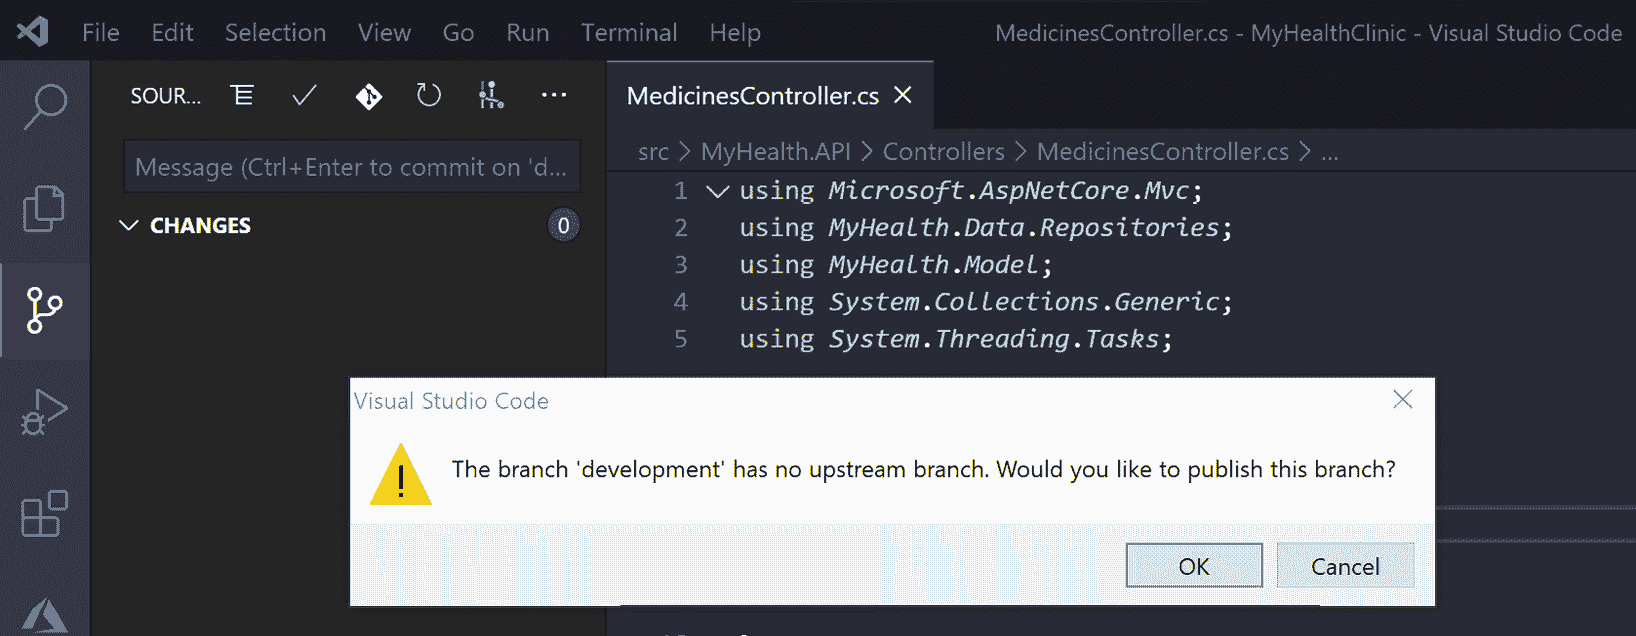 File Edit Selection View Go Run Terminal Help MedicinesController.cs - MyHealthClinic - Visual Studio Code
SOUR...
MedicinesController.cs
Message (Ctrl+Enter to commit on 'd...
src > MyHealth.API > Controllers > MedicinesController.cs > ...
CHANGES 0
1 using Microsoft.AspNetCore.Mvc;
2 using MyHealth.Data.Repositories;
3 using MyHealth.Model;
4 using System.Collections.Generic;
5 using System.Threading.Tasks;
Visual Studio Code
The branch 'development' has no upstream branch. Would you like to publish this branch?
OK Cancel